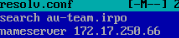 resolv.conf [-M--] 2
search au-team.irpo
nameserver 172.17.250.66